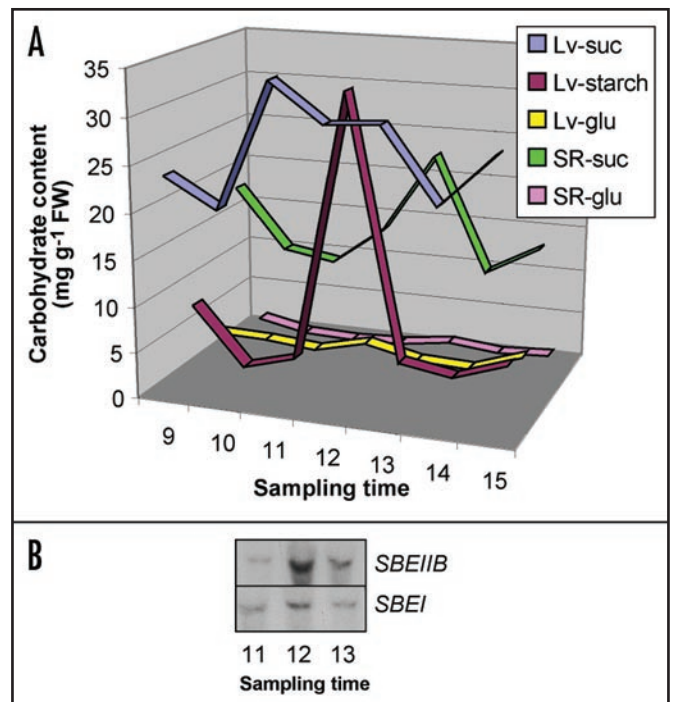 A
Carbohydrate content
(mg g-1 FW)
35
30
25
20
15
10
5
0
9
10
11
12
13
14
15
Sampling time
Lv-suc
Lv-starch
Lv-glu
SR-suc
SR-glu
B
SBEIIB
SBEI
11 12 13
Sampling time